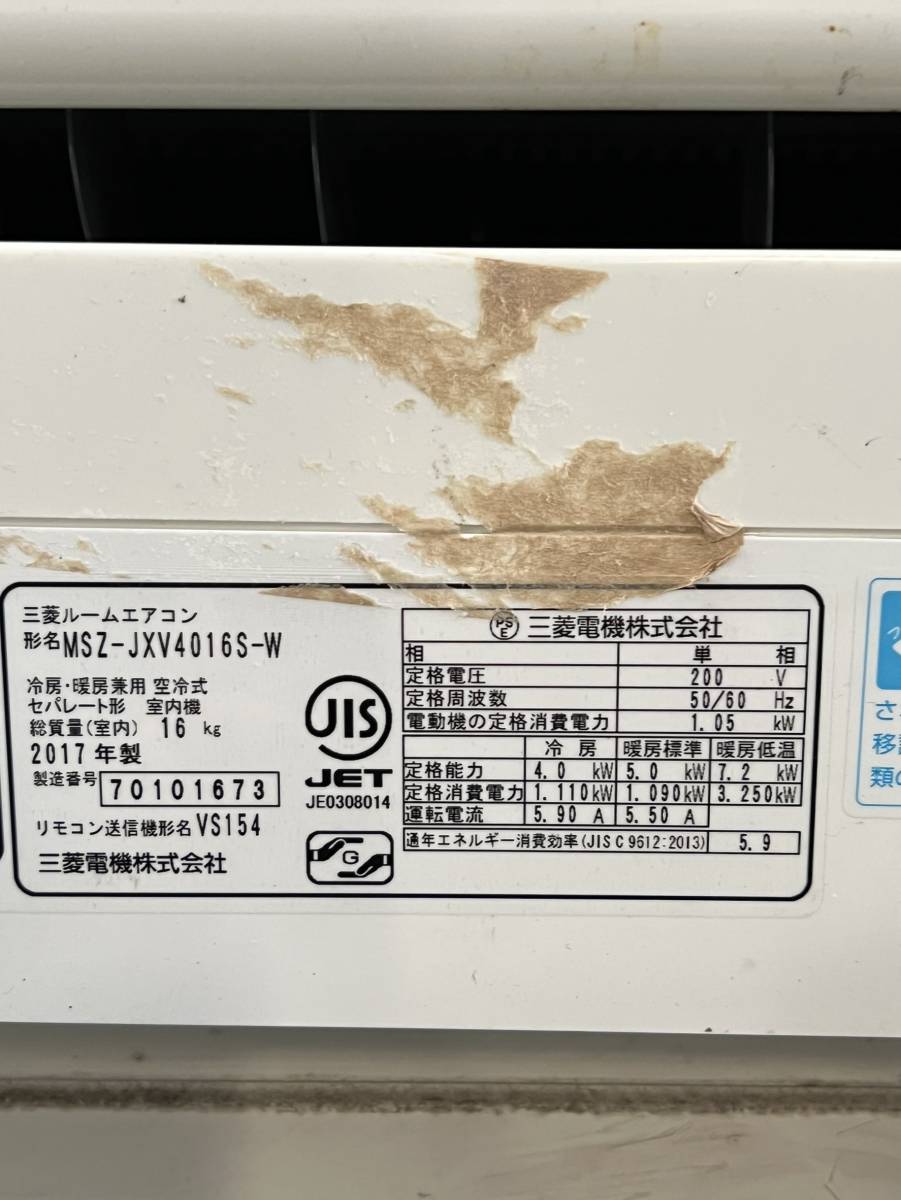 三菱ルームエアコン
形名 MSZ-JXV4016S-W
冷房・暖房兼用 空冷式
セパレート形 室内機
総質量(室内) 16 kg
2017 年製
製造番号 70101673
リモコン送信機形名 VS154
三菱電機株式会社
JIS
JET
JE0308014
G
PSE 三菱電機株式会社
相 単 相
定格電圧 200 V
定格周波数 50/60 Hz
電動機の定格消費電力 1.05 kW
冷 房 暖房標準 暖房低温
定格能力 4.0 kW 5.0 kW 7.2 kW
定格消費電力 1.110kW 1.090kW 3.250kW
運転電流 5.90 A 5.50 A
通年エネルギー消費効率(JIS C 9612:2013) 5.9
さ
移
類の